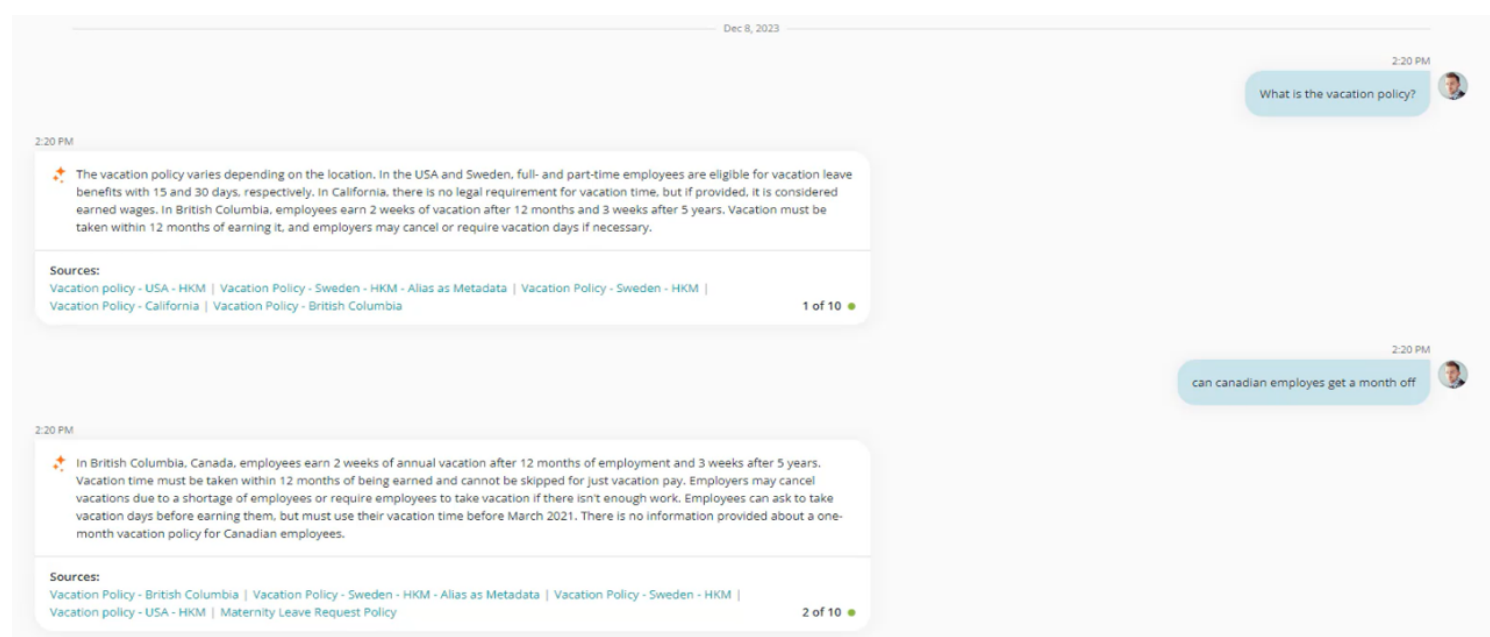 Dec 8, 2023
2:20 PM
What is the vacation policy?
2:20 PM
The vacation policy varies depending on the location. In the USA and Sweden, full- and part-time employees are eligible for vacation leave
benefits with 15 and 30 days, respectively. In California, there is no legal requirement for vacation time, but if provided, it is considered
earned wages. In British Columbia, employees earn 2 weeks of vacation after 12 months and 3 weeks after 5 years. Vacation must be
taken within 12 months of earning it, and employers may cancel or require vacation days if necessary.
Sources:
Vacation policy - USA - HKM | Vacation Policy - Sweden - HKM - Alias as Metadata | Vacation Policy - Sweden - HKM |
Vacation Policy - California | Vacation Policy - British Columbia 1 of 10
2:20 PM
can canadian employes get a month off
2:20 PM
In British Columbia, Canada, employees earn 2 weeks of annual vacation after 12 months of employment and 3 weeks after 5 years.
Vacation time must be taken within 12 months of being earned and cannot be skipped for just vacation pay. Employers may cancel
vacations due to a shortage of employees or require employees to take vacation if there isn't enough work. Employees can ask to take
vacation days before earning them, but must use their vacation time before March 2021. There is no information provided about a one-
month vacation policy for Canadian employees.
Sources:
Vacation Policy - British Columbia | Vacation Policy - Sweden - HKM - Alias as Metadata | Vacation Policy - Sweden - HKM |
Vacation policy - USA - HKM | Maternity Leave Request Policy 2 of 10